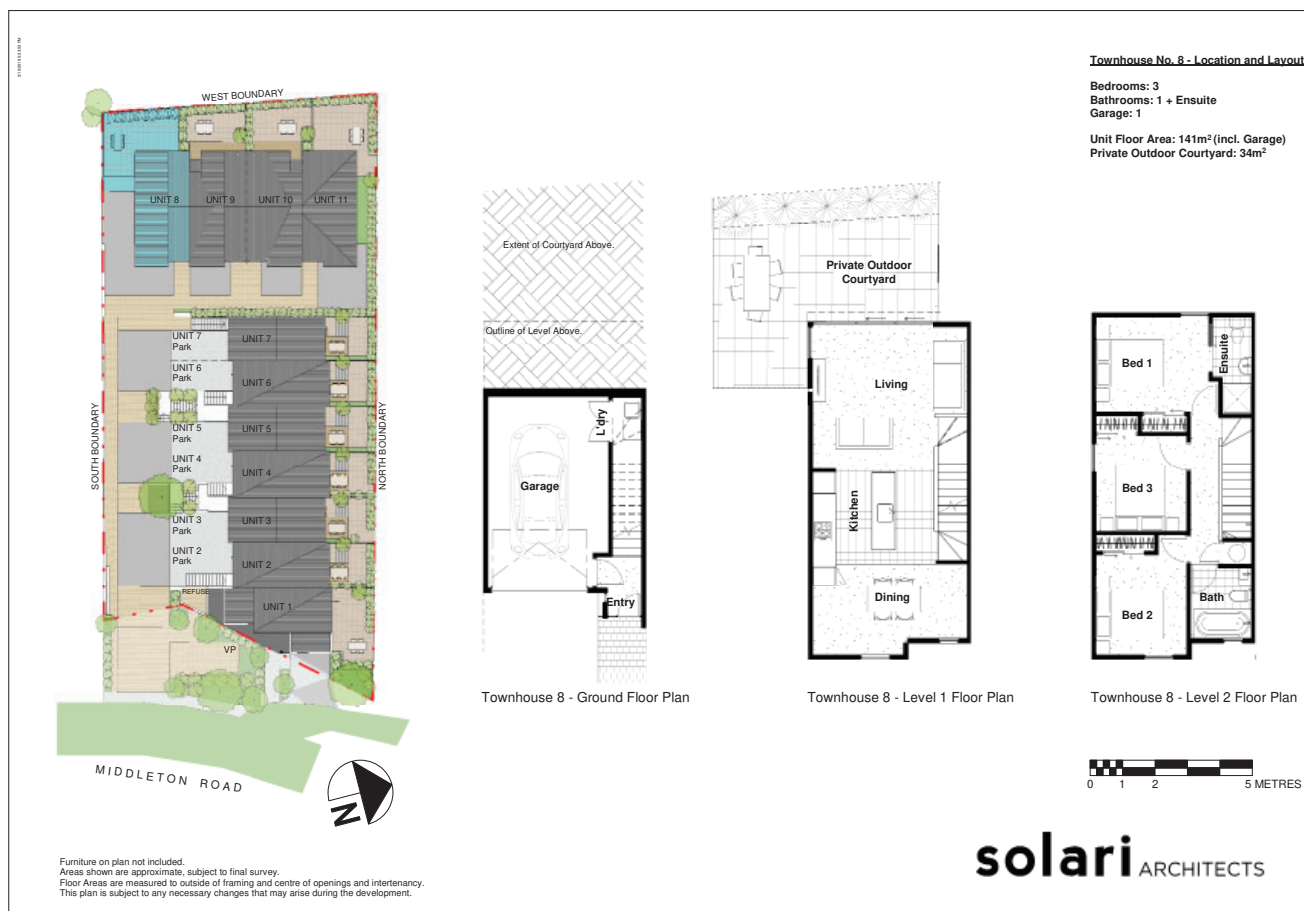 Townhouse No. 8 - Location and Layout
Bedrooms: 3
Bathrooms: 1 + Ensuite
Garage: 1
Unit Floor Area: 141m² (incl. Garage)
Private Outdoor Courtyard: 34m²
WEST BOUNDARY
UNIT 8
UNIT 9
UNIT 10
UNIT 11
SOUTH BOUNDARY
NORTH BOUNDARY
UNIT 7
Park
UNIT 7
UNIT 6
Park
UNIT 6
UNIT 5
Park
UNIT 5
UNIT 4
Park
UNIT 4
UNIT 3
Park
UNIT 3
UNIT 2
Park
UNIT 2
REFUSE
UNIT 1
VP
MIDDLETON ROAD
N
Extent of Courtyard Above.
Outline of Level Above.
L'dry
Garage
Entry
Townhouse 8 - Ground Floor Plan
Private Outdoor
Courtyard
Living
Kitchen
Dining
Townhouse 8 - Level 1 Floor Plan
Bed 1
Ensuite
Bed 3
Bed 2
Bath
Townhouse 8 - Level 2 Floor Plan
0 1 2 5 METRES
solari ARCHITECTS
Furniture on plan not included.
Areas shown are approximate, subject to final survey.
Floor Areas are measured to outside of framing and centre of openings and intertenancy.
This plan is subject to any necessary changes that may arise during the development.